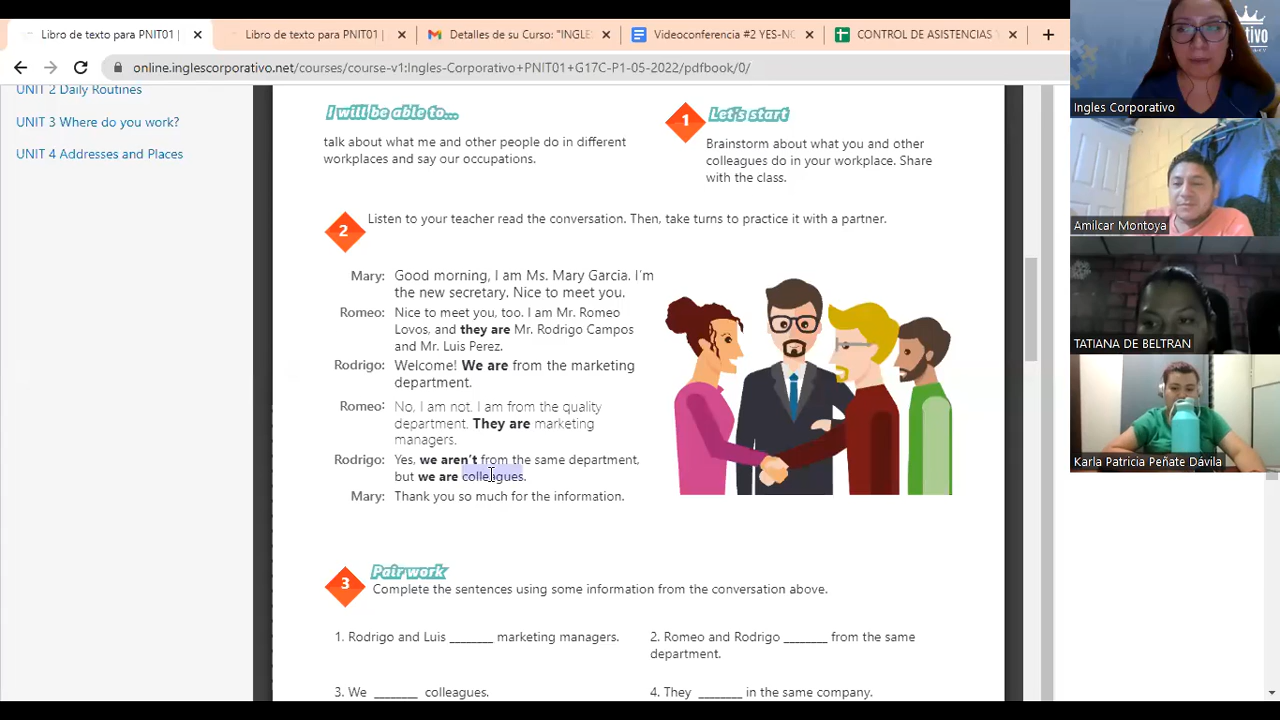 Libro de texto para PNIT01 |
Libro de texto para PNIT01 |
Detalles de su Curso: "INGLE
Videoconferencia #2 YES-N
CONTROL DE ASISTENCIAS Y
online.inglescorporativo.net/courses/course-v1:Ingles-Corporativo+PNIT01+G17C-P1-05-2022/pdfbook/0/
UNIT 2 Daily Routines
UNIT 3 Where do you work?
UNIT 4 Addresses and Places
I will be able to...
talk about what me and other people do in different
workplaces and say our occupations.
1
Let's start
Brainstorm about what you and other
colleagues do in your workplace. Share
with the class.
2
Listen to your teacher read the conversation. Then, take turns to practice it with a partner.
Mary: Good morning, I am Ms. Mary Garcia. I'm
the new secretary. Nice to meet you.
Romeo: Nice to meet you, too. I am Mr. Romeo
Lovos, and they are Mr. Rodrigo Campos
and Mr. Luis Perez.
Rodrigo: Welcome! We are from the marketing
department.
Romeo: No, I am not. I am from the quality
department. They are marketing
managers.
Rodrigo: Yes, we aren't from the same department,
but we are colleagues.
Mary: Thank you so much for the information.
3
Pair work
Complete the sentences using some information from the conversation above.
1. Rodrigo and Luis ________ marketing managers.
2. Romeo and Rodrigo ________ from the same
department.
3. We ________ colleagues.
4. They ________ in the same company.
Ingles Corporativo
Amilcar Montoya
TATIANA DE BELTRAN
Karla Patricia Peñate Dávila